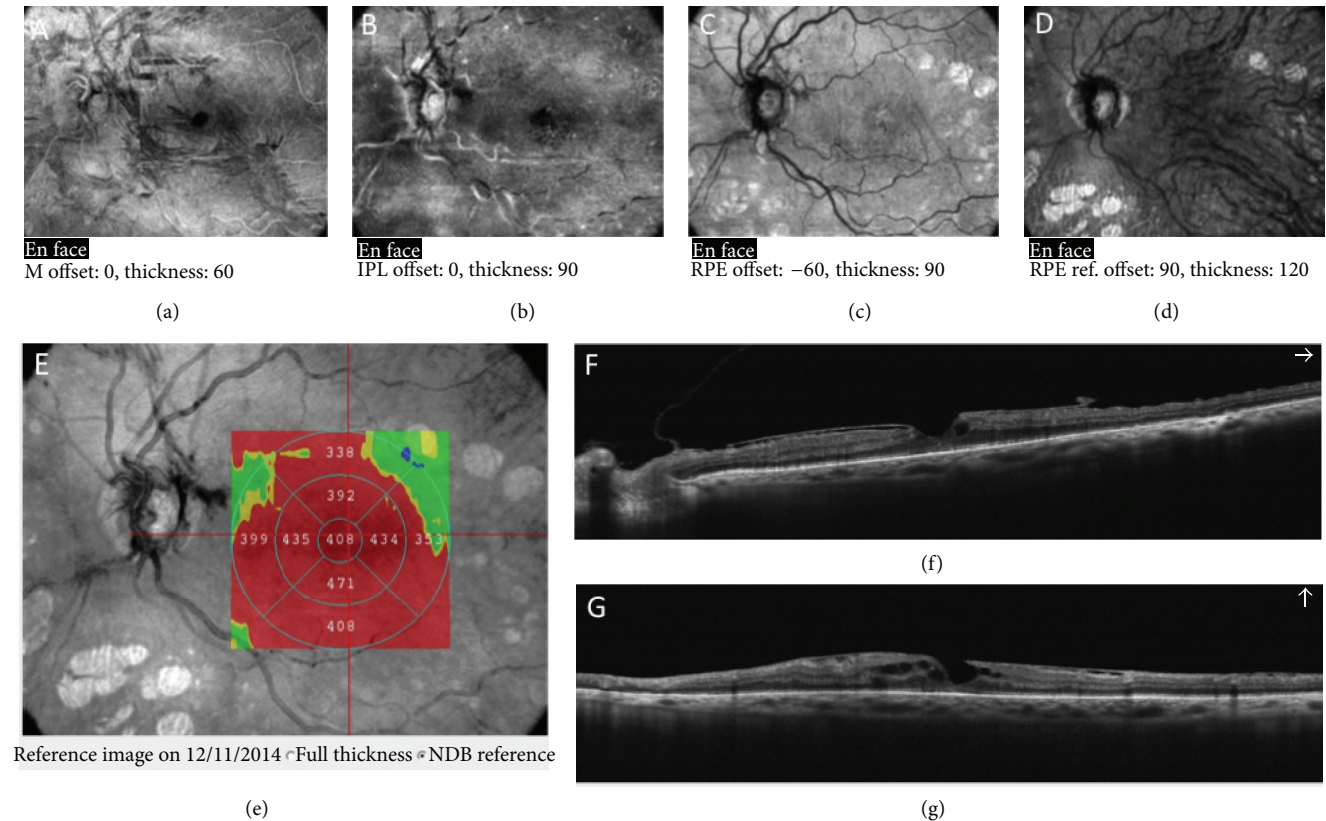 A
B
C
D
En face
M offset: 0, thickness: 60
En face
IPL offset: 0, thickness: 90
En face
RPE offset: −60, thickness: 90
En face
RPE ref. offset: 90, thickness: 120
(a)
(b)
(c)
(d)
E
338
392
399 435 408 434 353
471
408
Reference image on 12/11/2014 Full thickness NDB reference
(e)
F
→
(f)
G
↑
(g)